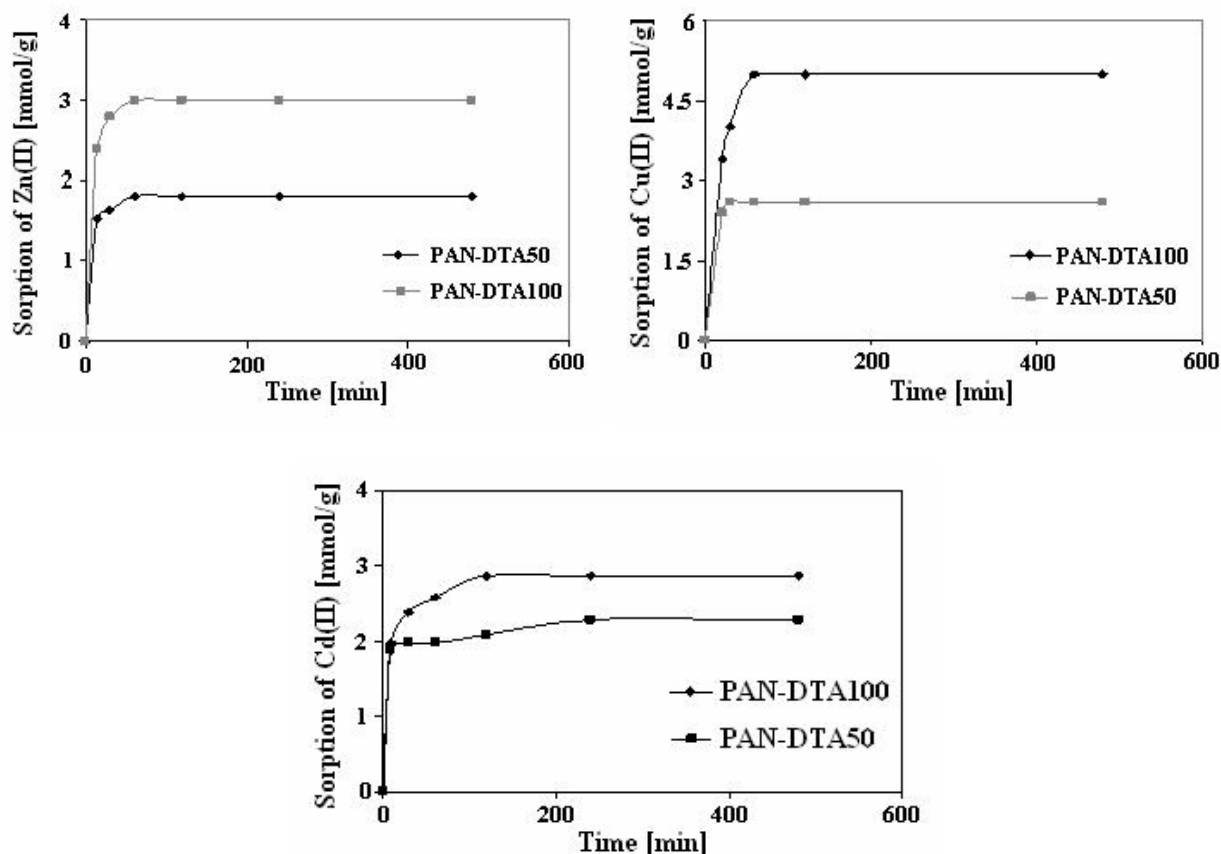 Sorption of Zn(II) [mmol/g]
4
3
2
1
0
0 200 400 600
Time [min]
PAN-DTA50
PAN-DTA100
Sorption of Cu(II) [mmol/g]
6
4.5
3
1.5
0
0 200 400 600
Time [min]
PAN-DTA100
PAN-DTA50
Sorption of Cd(II) [mmol/g]
4
3
2
1
0
0 200 400 600
Time [min]
PAN-DTA100
PAN-DTA50